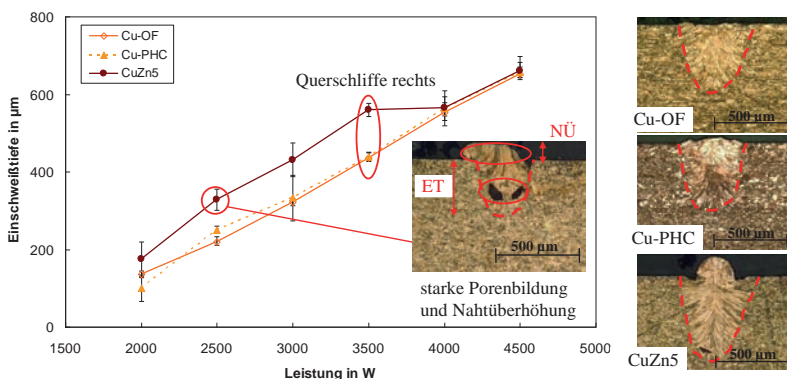 800
600
400
200
0
Einschweißtiefe in µm
1500
2000
2500
3000
3500
4000
4500
5000
Leistung in W
Cu-OF
Cu-PHC
CuZn5
Querschliffe rechts
NÜ
ET
500 µm
starke Porenbildung
und Nahtüberhöhung
500 µm
Cu-OF
500 µm
Cu-PHC
500 µm
CuZn5